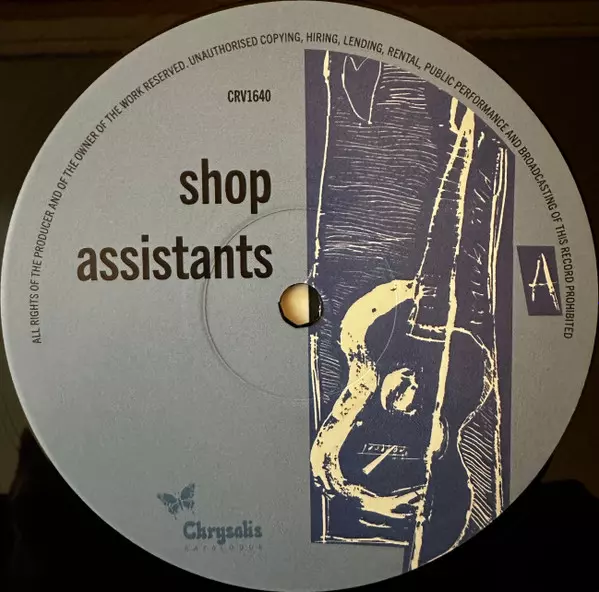 ALL RIGHTS OF THE PRODUCER AND OF THE OWNER OF THE WORK RESERVED. UNAUTHORISED COPYING, HIRING, LENDING, RENTAL, PUBLIC PERFORMANCE AND BROADCASTING OF THIS RECORD PROHIBITED
CRV1640
shop
assistants
A
Chrysalis
CATALOGUE